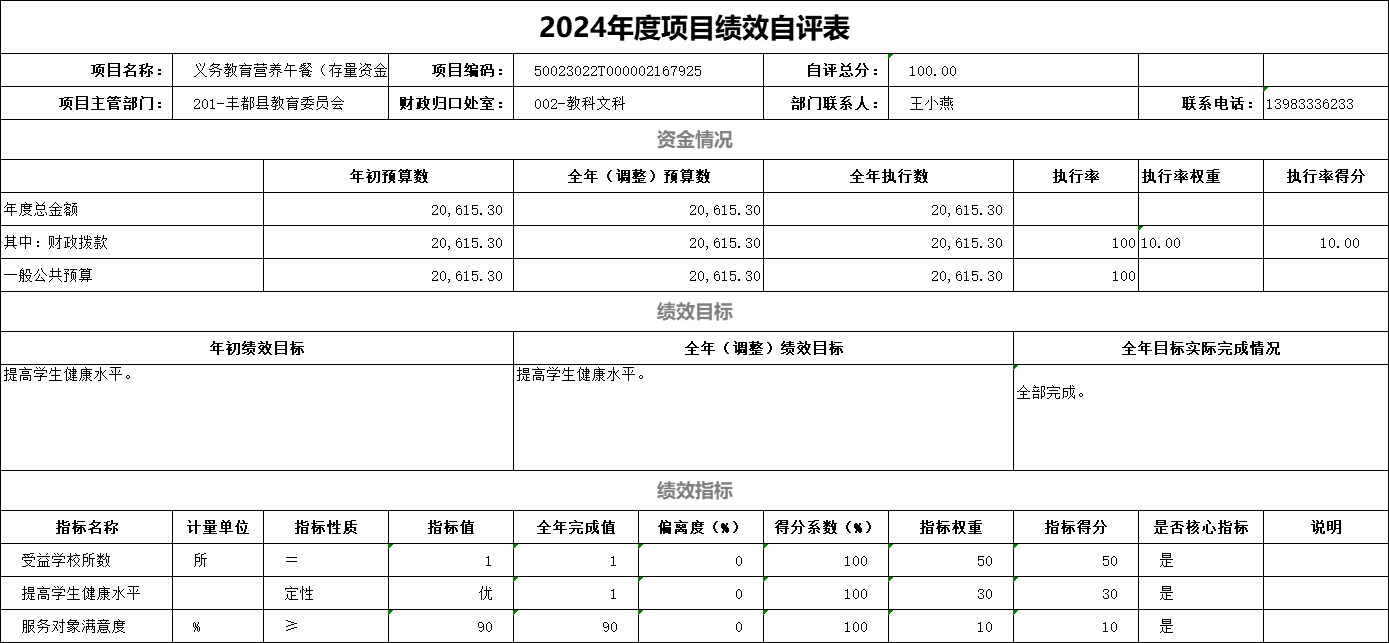 2024年度项目绩效自评表
项目名称： 义务教育营养午餐（存量资金 项目编码： 50023022T000002167925 自评总分： 100.00
项目主管部门： 201-丰都县教育委员会 财政归口处室： 002-教科文科 部门联系人： 王小燕 联系电话： 13983336233
资金情况
年初预算数 全年（调整）预算数 全年执行数 执行率 执行率权重 执行率得分
年度总金额 20,615.30 20,615.30 20,615.30
其中：财政拨款 20,615.30 20,615.30 20,615.30 100 10.00 10.00
一般公共预算 20,615.30 20,615.30 20,615.30 100
绩效目标
年初绩效目标 全年（调整）绩效目标 全年目标实际完成情况
提高学生健康水平。 提高学生健康水平。 全部完成。
绩效指标
指标名称 计量单位 指标性质 指标值 全年完成值 偏离度（%） 得分系数（%） 指标权重 指标得分 是否核心指标 说明
受益学校所数 所 ＝ 1 1 0 100 50 50 是
提高学生健康水平 定性 优 1 0 100 30 30 是
服务对象满意度 % ≥ 90 90 0 100 10 10 是